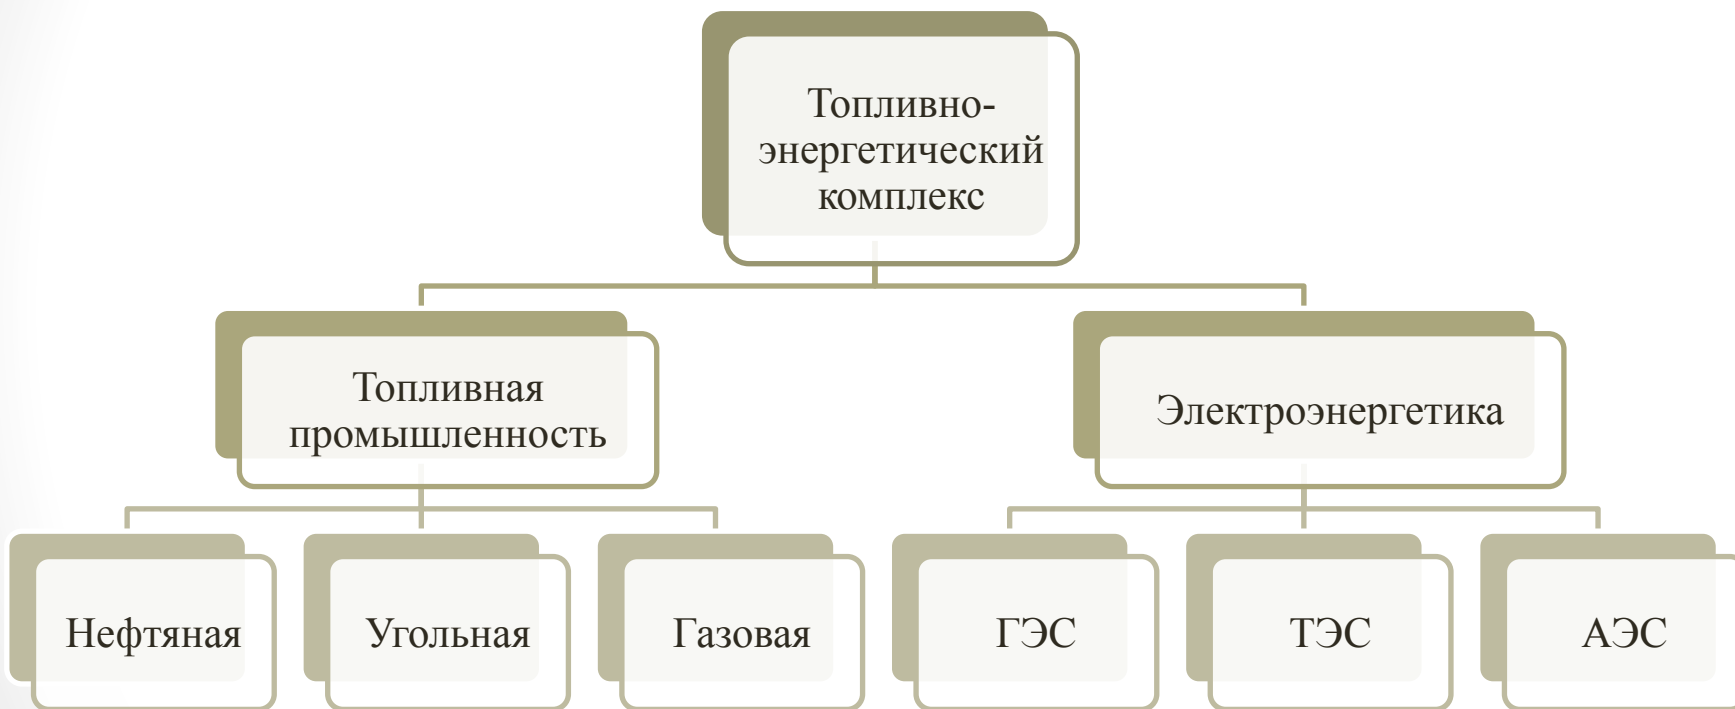 Топливно-
энергетический
комплекс
Топливная
промышленность
Электроэнергетика
Нефтяная
Угольная
Газовая
ГЭС
ТЭС
АЭС